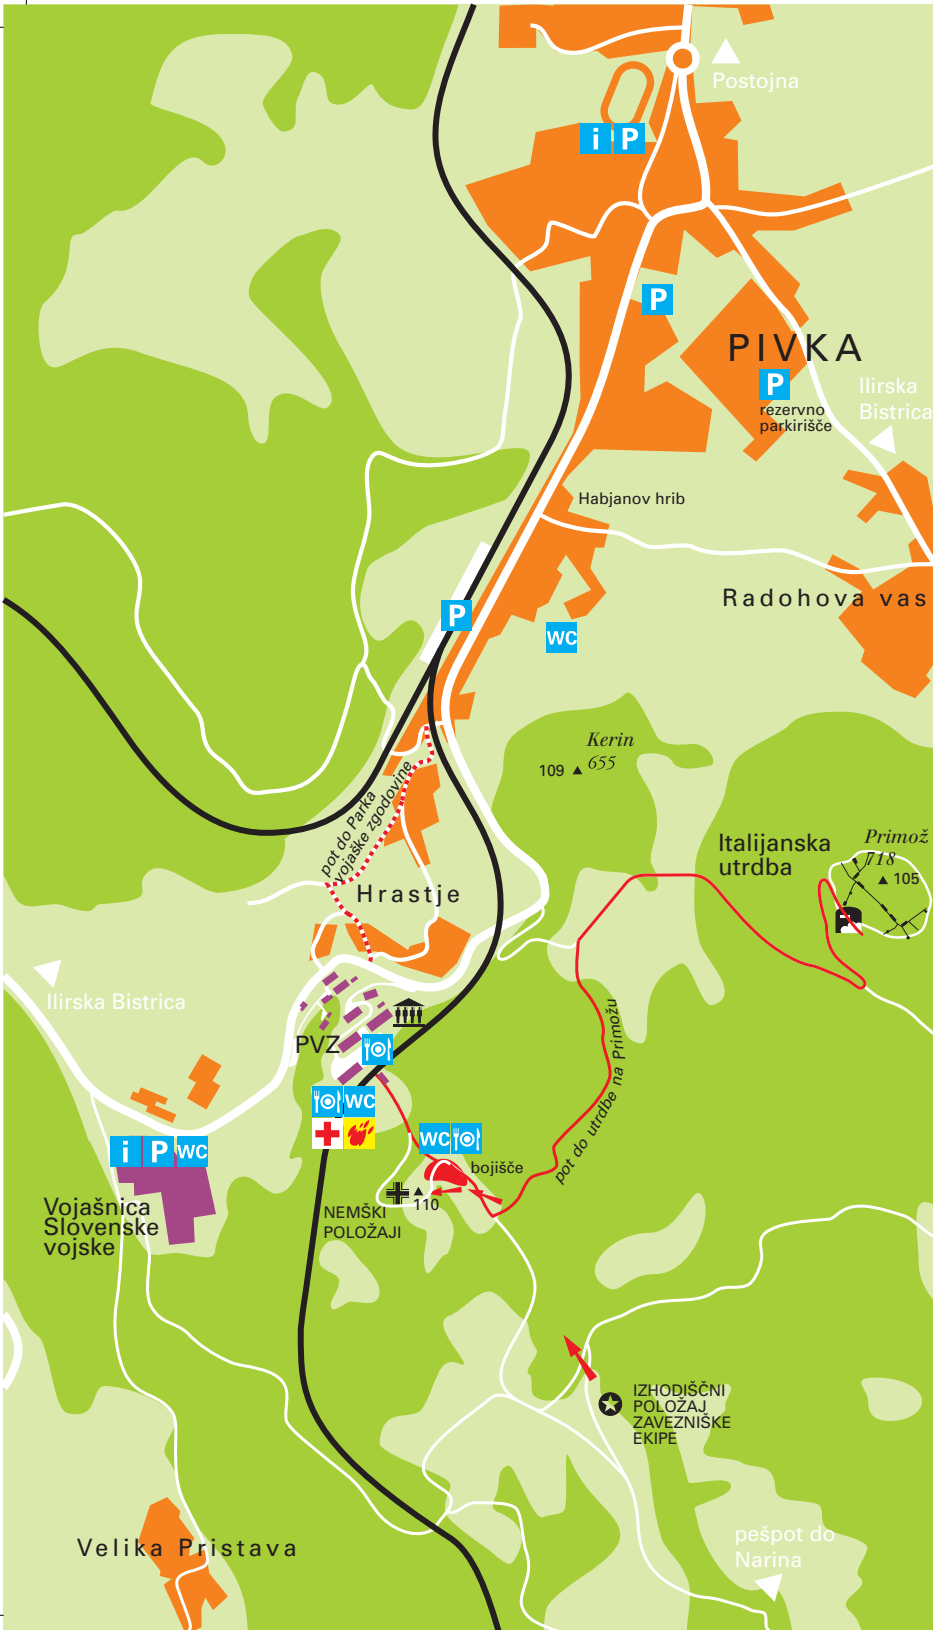 Postojna
i P
P
PIVKA
P
rezervno
parkirišče
Ilirska
Bistrica
Habjanov hrib
Radohova vas
P
WC
Kerin
655
109
pot do Parka
vojaške zgodovine
Italijanska
utrdba
Primož
718
105
Hrastje
Ilirska Bistrica
PVZ
pot do utrdbe na Primožu
WC
WC
bojišče
i P WC
110
NEMŠKI
POLOŽAJI
Vojašnica
Slovenske
vojske
IZHODIŠČNI
POLOŽAJ
ZAVEZNIŠKE
EKIPE
pešpot do
Narina
Velika Pristava